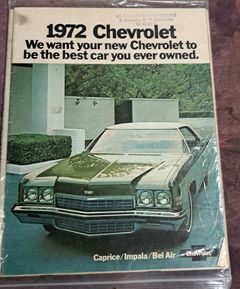 1972 Chevrolet
We want your new Chevrolet to
be the best car you ever owned.
Caprice/Impala/Bel Air
Chevrolet